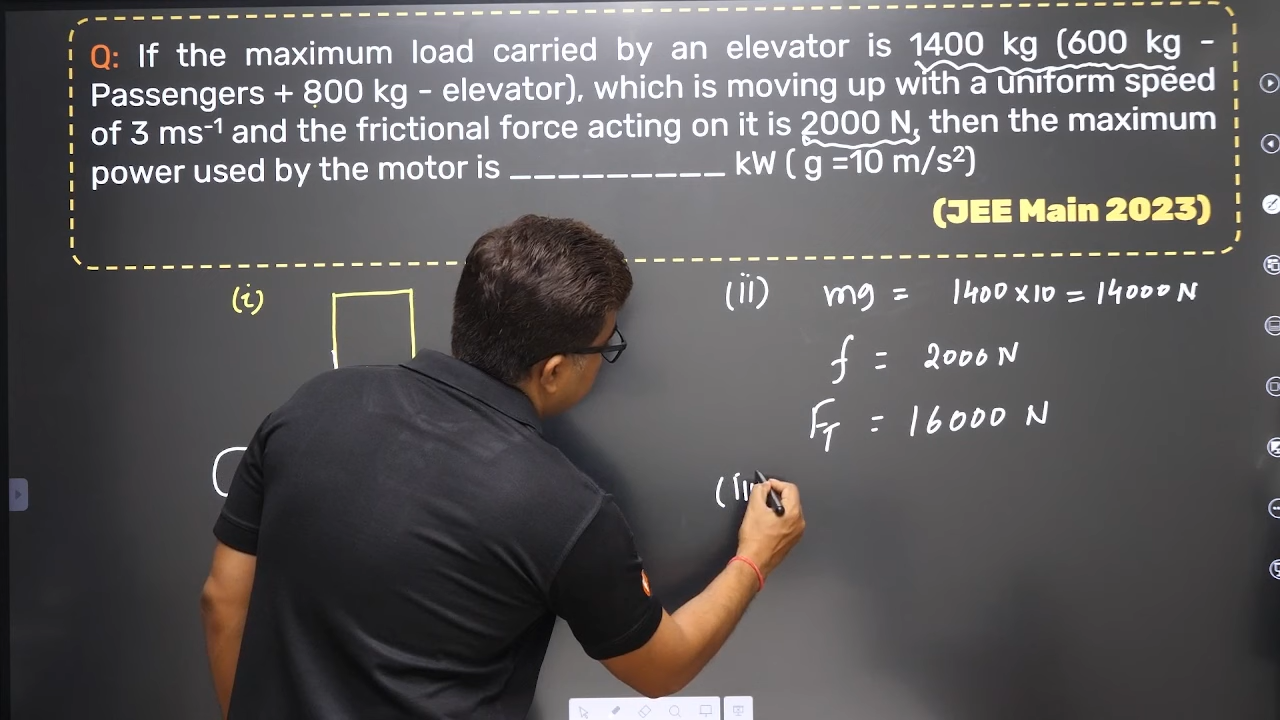 Q: If the maximum load carried by an elevator is 1400 kg (600 kg -
Passengers + 800 kg - elevator), which is moving up with a uniform speed
of 3 ms⁻¹ and the frictional force acting on it is 2000 N, then the maximum
power used by the motor is _________ kW ( g =10 m/s²)
(JEE Main 2023)
(i)
(ii) mg = 1400 x 10 = 14000 N
f = 2000 N
F_T = 16000 N